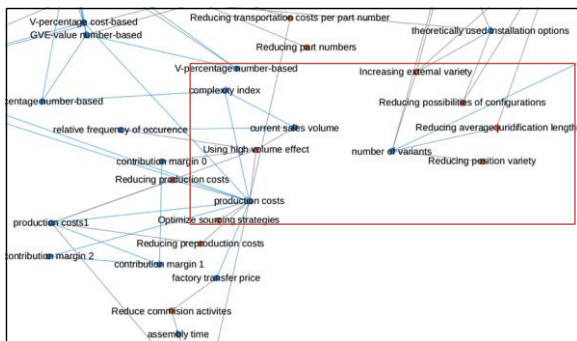 Reducing transportation costs per part number
V-percentage cost-based
GVE-value number-based
theoretically used installation options
Reducing part numbers
V-percentage number-based
Increasing external variety
complexity index
centage number-based
Reducing possibilities of configurations
relative frequency of occurence
current sales volume
Reducing average juridification length
Using high volume effect
number of variants
contribution margin 0
Reducing position variety
Reducing production costs
production costs
Optimize sourcing strategies
production costs1
Reducing preproduction costs
contribution margin 2
contribution margin 1
factory transfer price
Reduce commision activites
assembly time